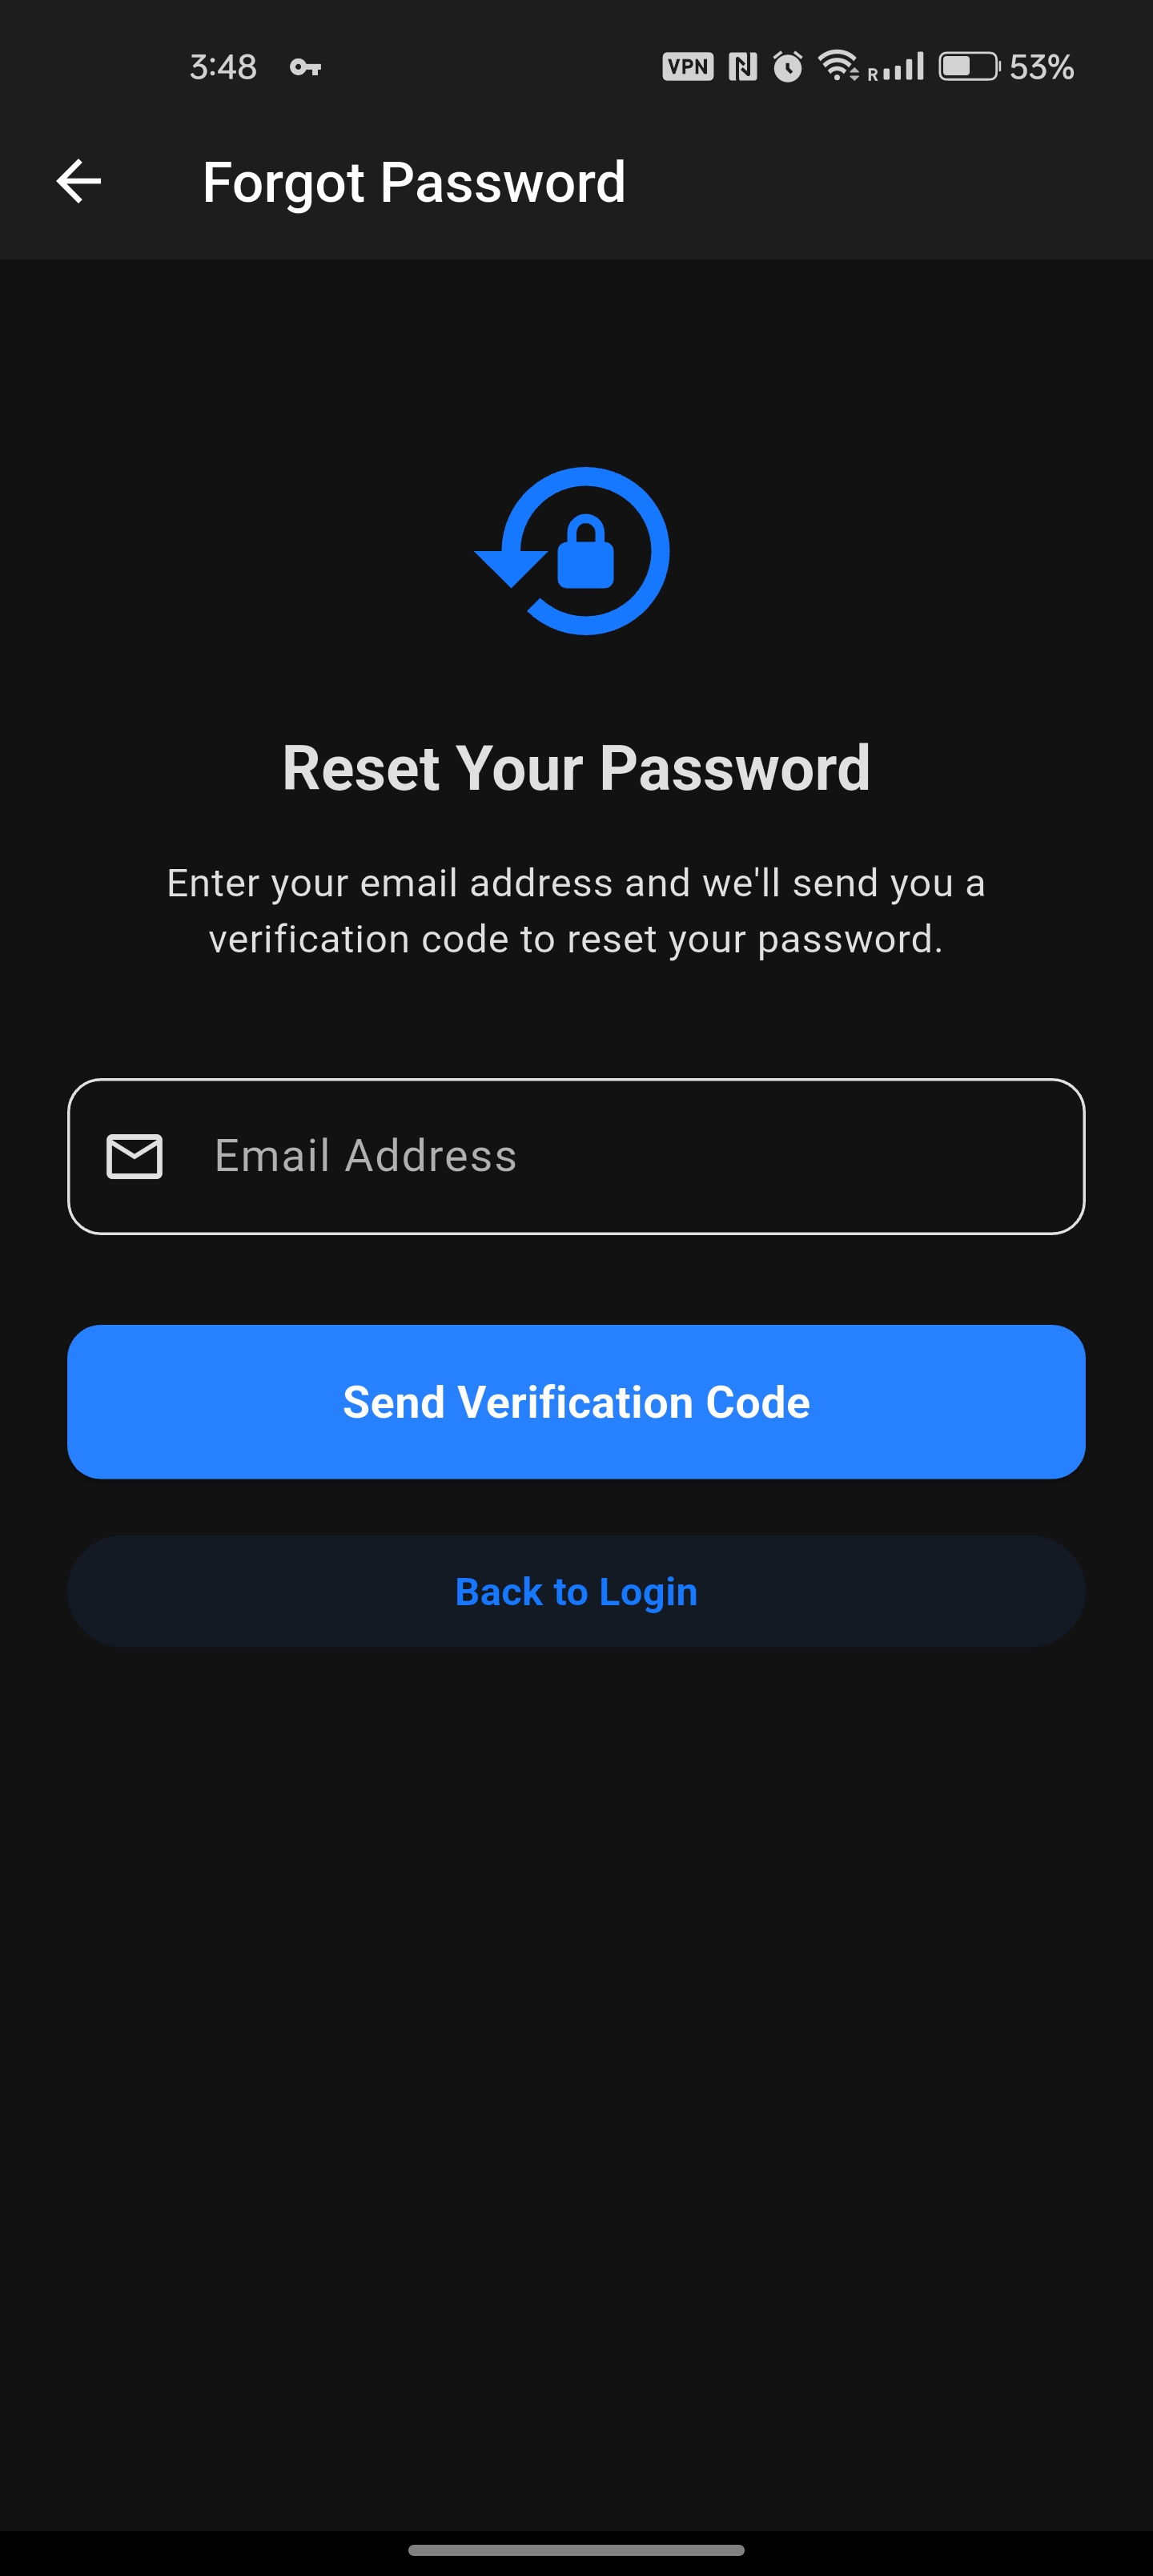 3:48 VPN N R 53%
Forgot Password
Reset Your Password
Enter your email address and we'll send you a
verification code to reset your password.
Email Address
Send Verification Code
Back to Login